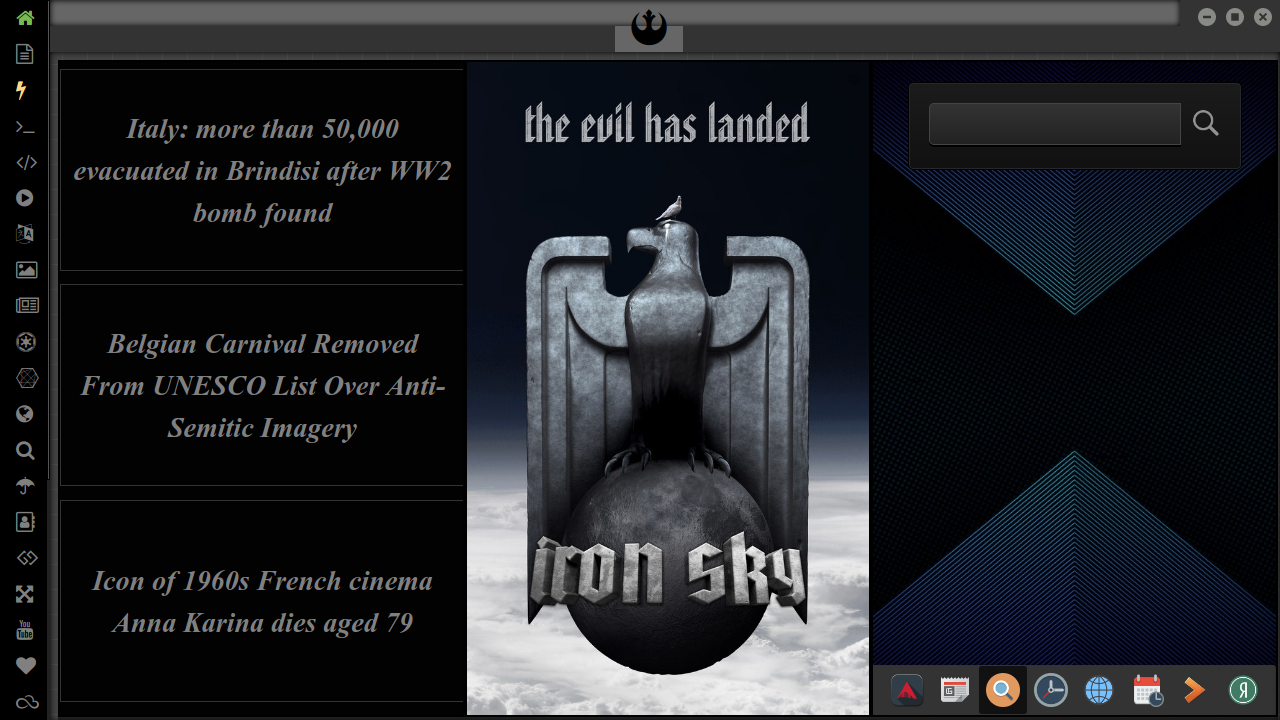 Italy: more than 50,000
evacuated in Brindisi after WW2
bomb found
Belgian Carnival Removed
From UNESCO List Over Anti-
Semitic Imagery
Icon of 1960s French cinema
Anna Karina dies aged 79
the evil has landed
iron sky
You
Tube
Я